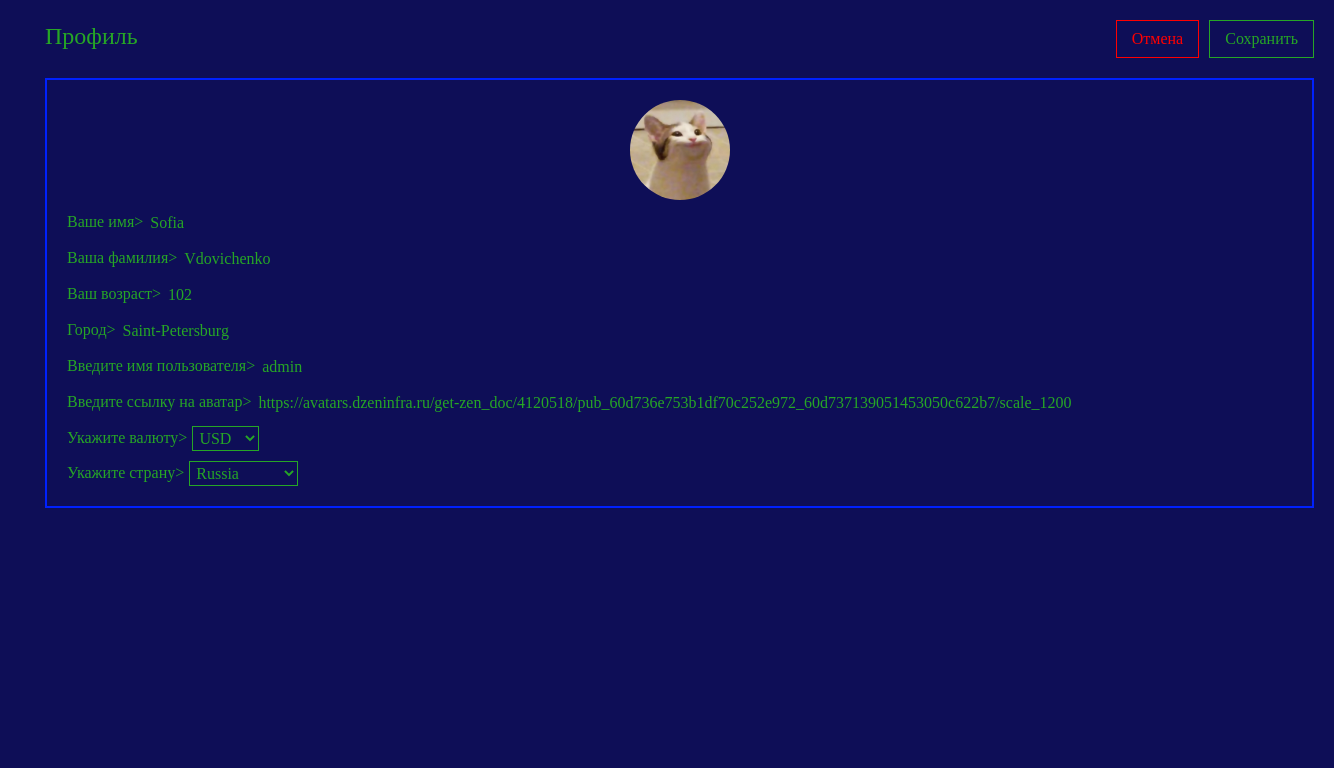 Профиль
Отмена
Сохранить
Ваше имя> Sofia
Ваша фамилия> Vdovichenko
Ваш возраст> 102
Город> Saint-Petersburg
Введите имя пользователя> admin
Введите ссылку на аватар> https://avatars.dzeninfra.ru/get-zen_doc/4120518/pub_60d736e753b1df70c252e972_60d737139051453050c622b7/scale_1200
Укажите валюту> USD
Укажите страну> Russia